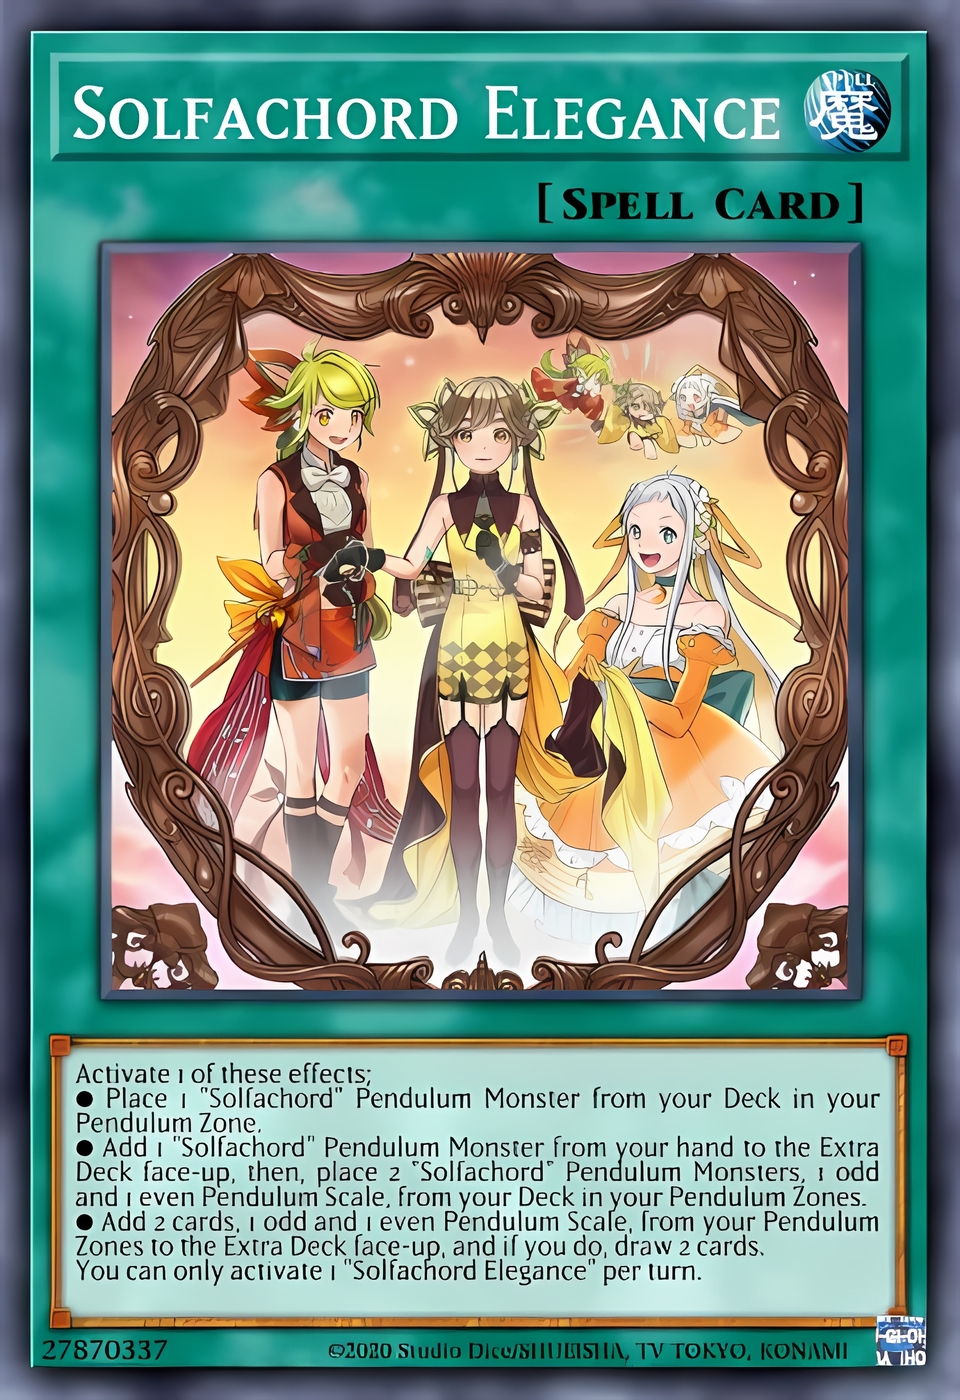 SOLFACHORD ELEGANCE
魔
[SPELL CARD]
Activate 1 of these effects;
● Place 1 "Solfachord" Pendulum Monster from your Deck in your
Pendulum Zone.
● Add 1 "Solfachord" Pendulum Monster from your hand to the Extra
Deck face-up, then, place 2 "Solfachord" Pendulum Monsters, 1 odd
and 1 even Pendulum Scale, from your Deck in your Pendulum Zones.
● Add 2 cards, 1 odd and 1 even Pendulum Scale, from your Pendulum
Zones to the Extra Deck face-up, and if you do, draw 2 cards.
You can only activate 1 "Solfachord Elegance" per turn.
27870337
©2020 Studio Dice/SHUEISHA, TV TOKYO, KONAMI